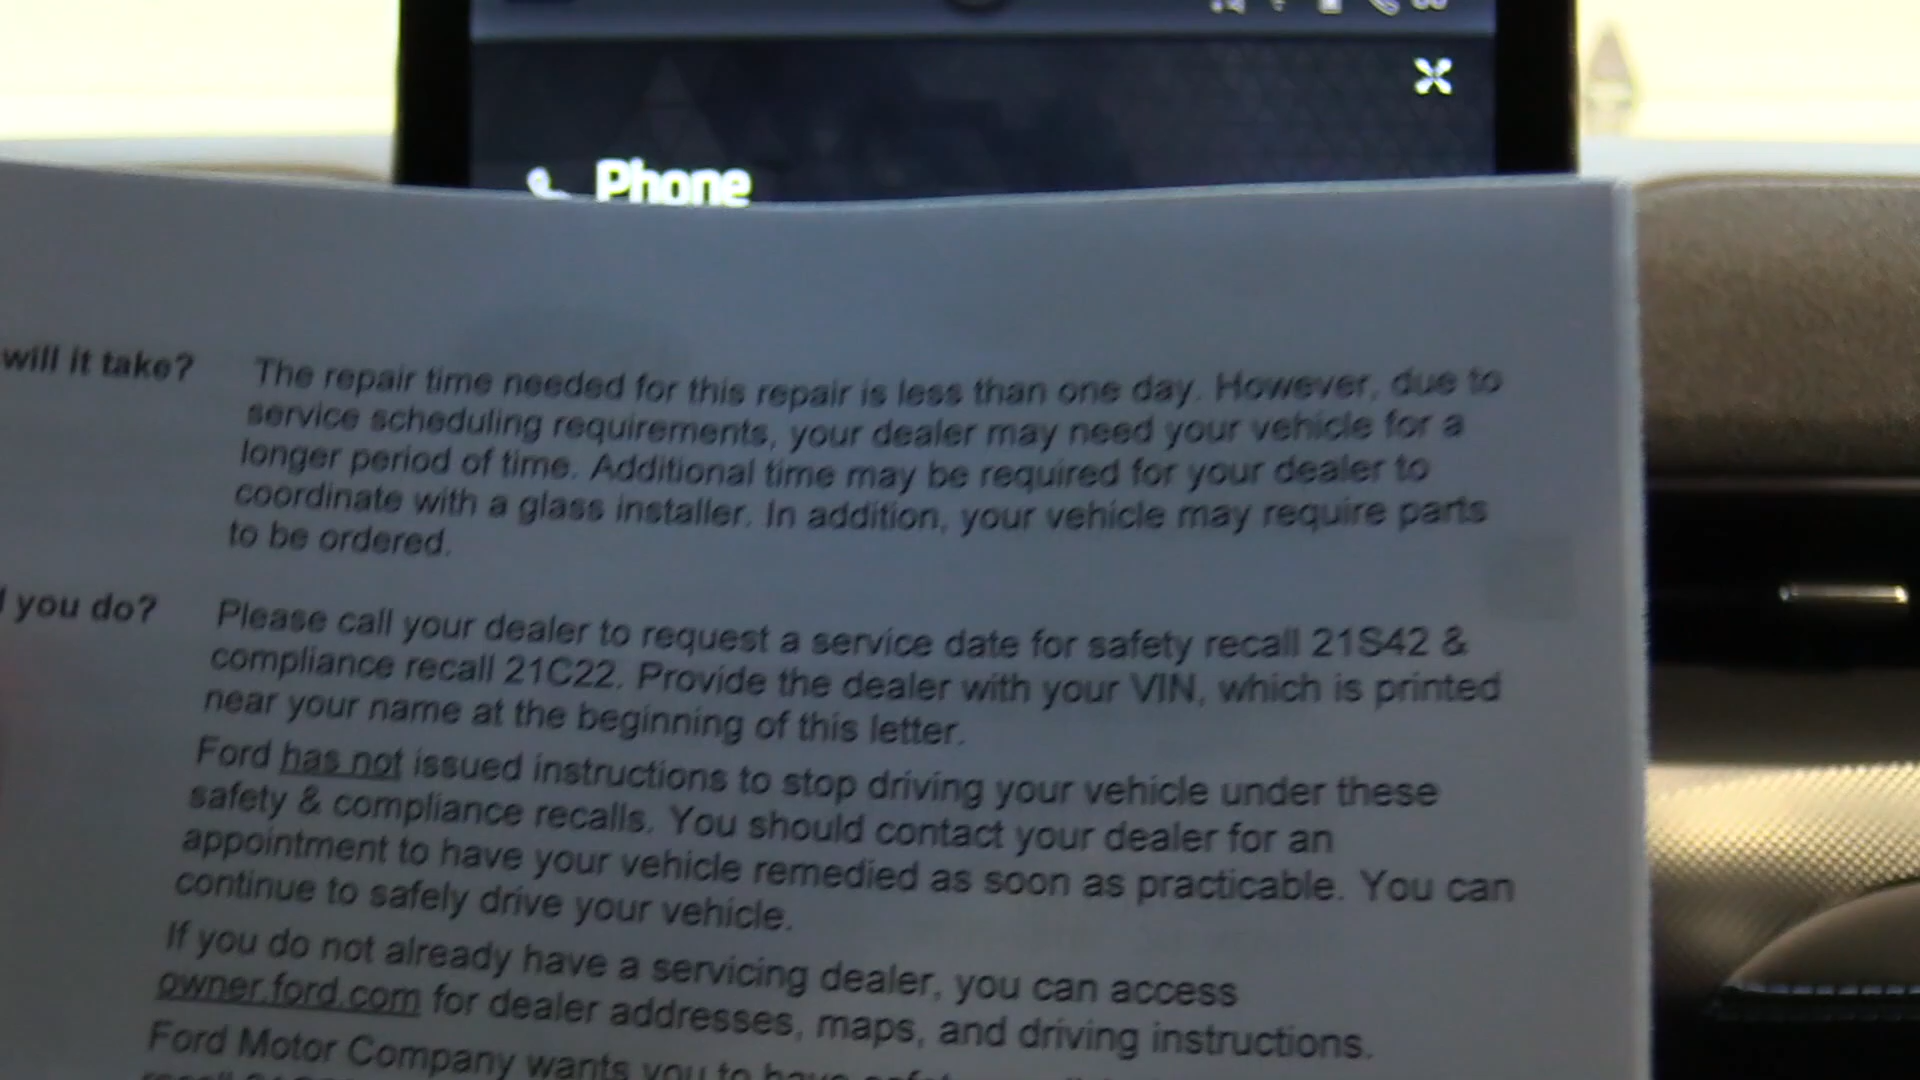 Phone
will it take?
The repair time needed for this repair is less than one day. However, due to
service scheduling requirements, your dealer may need your vehicle for a
longer period of time. Additional time may be required for your dealer to
coordinate with a glass installer. In addition, your vehicle may require parts
to be ordered.
you do?
Please call your dealer to request a service date for safety recall 21S42 &
compliance recall 21C22. Provide the dealer with your VIN, which is printed
near your name at the beginning of this letter.
Ford has not issued instructions to stop driving your vehicle under these
safety & compliance recalls. You should contact your dealer for an
appointment to have your vehicle remedied as soon as practicable. You can
continue to safely drive your vehicle.
If you do not already have a servicing dealer, you can access
owner.ford.com for dealer addresses, maps, and driving instructions.
Ford Motor Company wants you to have